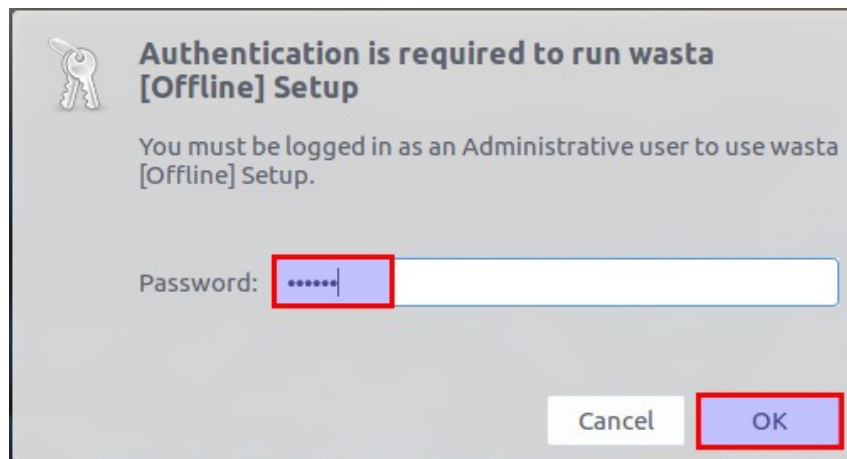 Authentication is required to run wasta
[Offline] Setup
You must be logged in as an Administrative user to use wasta
[Offline] Setup.
Password: ••••••
Cancel OK